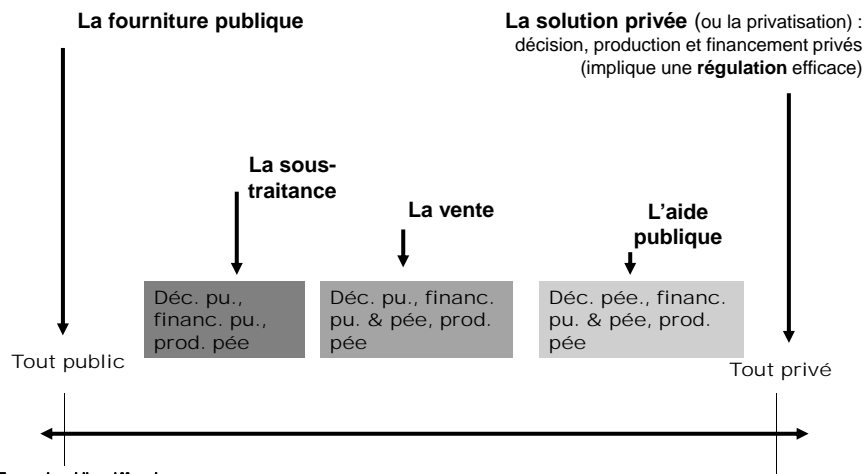 La fourniture publique
La solution privée (ou la privatisation) :
décision, production et financement privés
(implique une régulation efficace)
La sous-
traitance
La vente
L'aide
publique
Déc. pu.,
financ. pu.,
prod. pée
Déc. pu., financ.
pu. & pée, prod.
pée
Déc. pée., financ.
pu. & pée, prod.
pée
Tout public
Tout privé